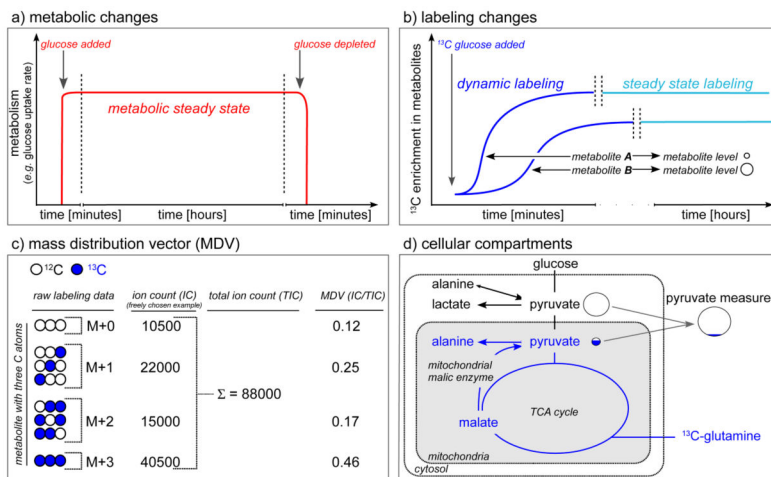 a) metabolic changes
glucose added
glucose depleted
metabolic steady state
metabolism
(e.g. glucose uptake rate)
time [minutes]
time [hours]
time [minutes]
b) labeling changes
¹³C glucose added
dynamic labeling
steady state labeling
metabolite A
metabolite level
metabolite B
metabolite level
¹³C enrichment in metabolites
time [minutes]
time [hours]
c) mass distribution vector (MDV)
¹²C ¹³C
raw labeling data
ion count (IC)
(freely chosen example)
total ion count (TIC)
MDV (IC/TIC)
metabolite with three C atoms
M+0 10500 0.12
M+1 22000 0.25
Σ = 88000
M+2 15000 0.17
M+3 40500 0.46
d) cellular compartments
glucose
alanine
lactate
pyruvate
pyruvate measure
alanine
pyruvate
mitochondrial
malic enzyme
malate
TCA cycle
¹³C-glutamine
mitochondria
cytosol